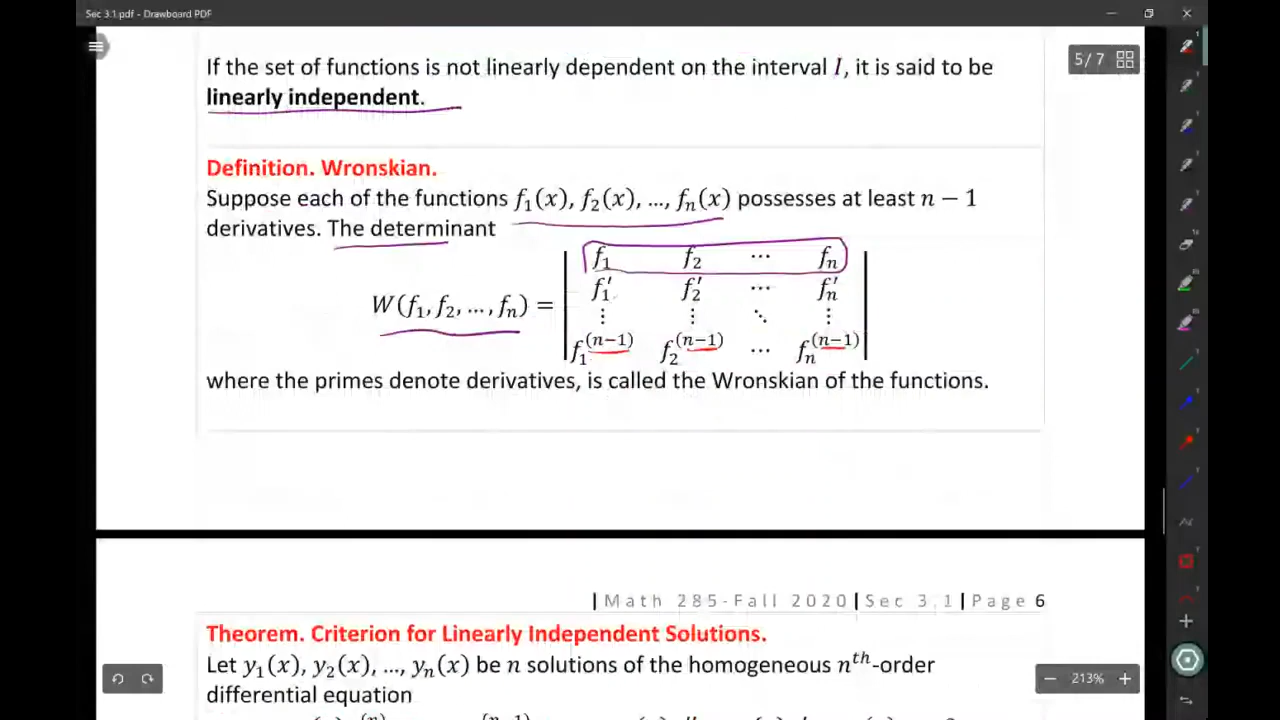 Sec 3.1.pdf - Drawboard PDF
5 / 7
If the set of functions is not linearly dependent on the interval I, it is said to be
linearly independent.
Definition. Wronskian.
Suppose each of the functions f₁(x), f₂(x), …, fₙ(x) possesses at least n − 1
derivatives. The determinant
f₁ f₂ ⋯ fₙ
f₁′ f₂′ ⋯ fₙ′
W(f₁, f₂, …, fₙ) = ⋮ ⋮ ⋱ ⋮
f₁⁽ⁿ⁻¹⁾ f₂⁽ⁿ⁻¹⁾ … fₙ⁽ⁿ⁻¹⁾
where the primes denote derivatives, is called the Wronskian of the functions.
|Math 285-Fall 2020|Sec 3.1|Page 6
Theorem. Criterion for Linearly Independent Solutions.
Let y₁(x), y₂(x), …, yₙ(x) be n solutions of the homogeneous nᵗʰ-order
differential equation
213%